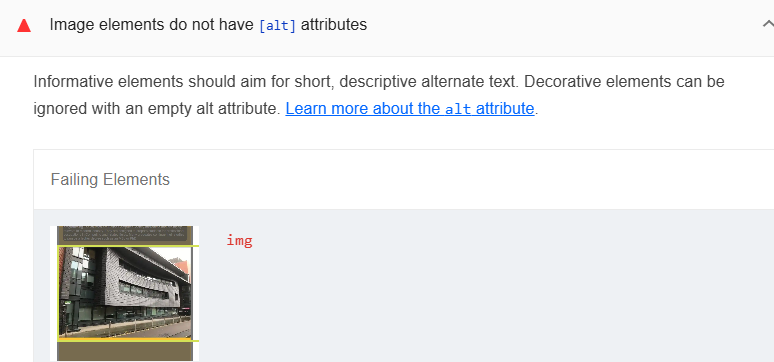 Image elements do not have [alt] attributes
Informative elements should aim for short, descriptive alternate text. Decorative elements can be
ignored with an empty alt attribute. Learn more about the alt attribute.
Failing Elements
img